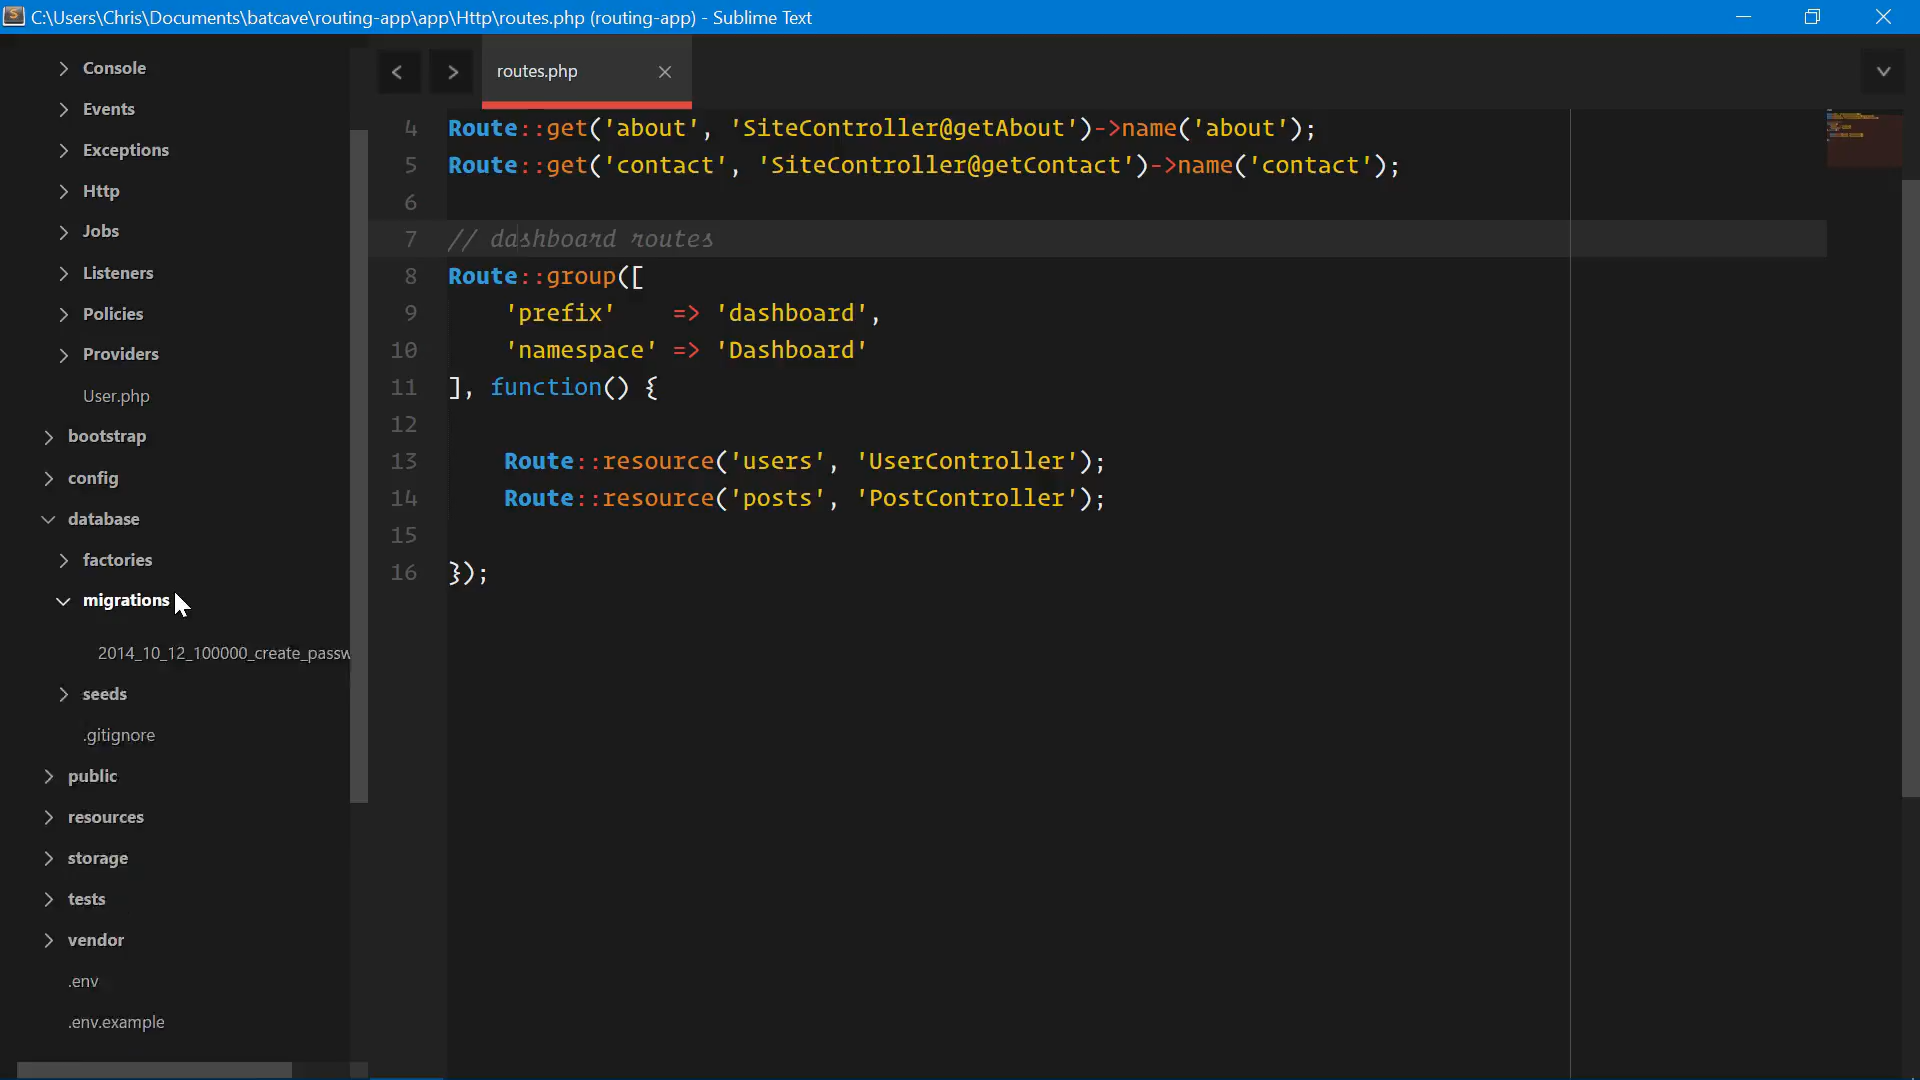 C:\Users\Chris\Documents\batcave\routing-app\app\Http\routes.php (routing-app) - Sublime Text
Console
Events
Exceptions
Http
Jobs
Listeners
Policies
Providers
User.php
bootstrap
config
database
factories
migrations
2014_10_12_100000_create_passw
seeds
.gitignore
public
resources
storage
tests
vendor
.env
.env.example
routes.php
4 Route::get('about', 'SiteController@getAbout')->name('about');
5 Route::get('contact', 'SiteController@getContact')->name('contact');
6
7 // dashboard routes
8 Route::group([
9     'prefix'    => 'dashboard',
10     'namespace' => 'Dashboard'
11 ], function() {
12
13     Route::resource('users', 'UserController');
14     Route::resource('posts', 'PostController');
15
16 });